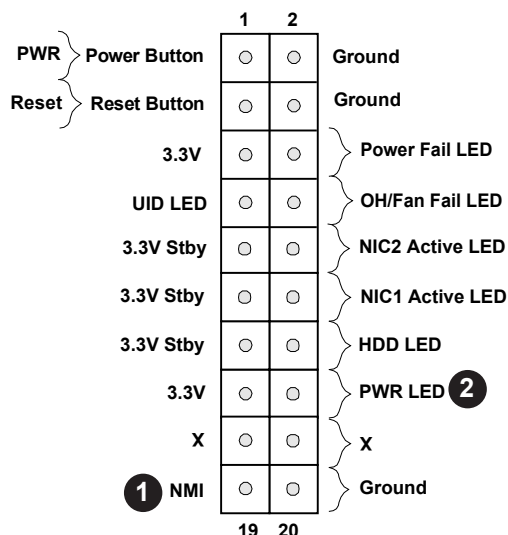 1 2
PWR Power Button Ground
Reset Reset Button Ground
3.3V Power Fail LED
UID LED OH/Fan Fail LED
3.3V Stby NIC2 Active LED
3.3V Stby NIC1 Active LED
3.3V Stby HDD LED
3.3V PWR LED 2
X X
1 NMI Ground
19 20